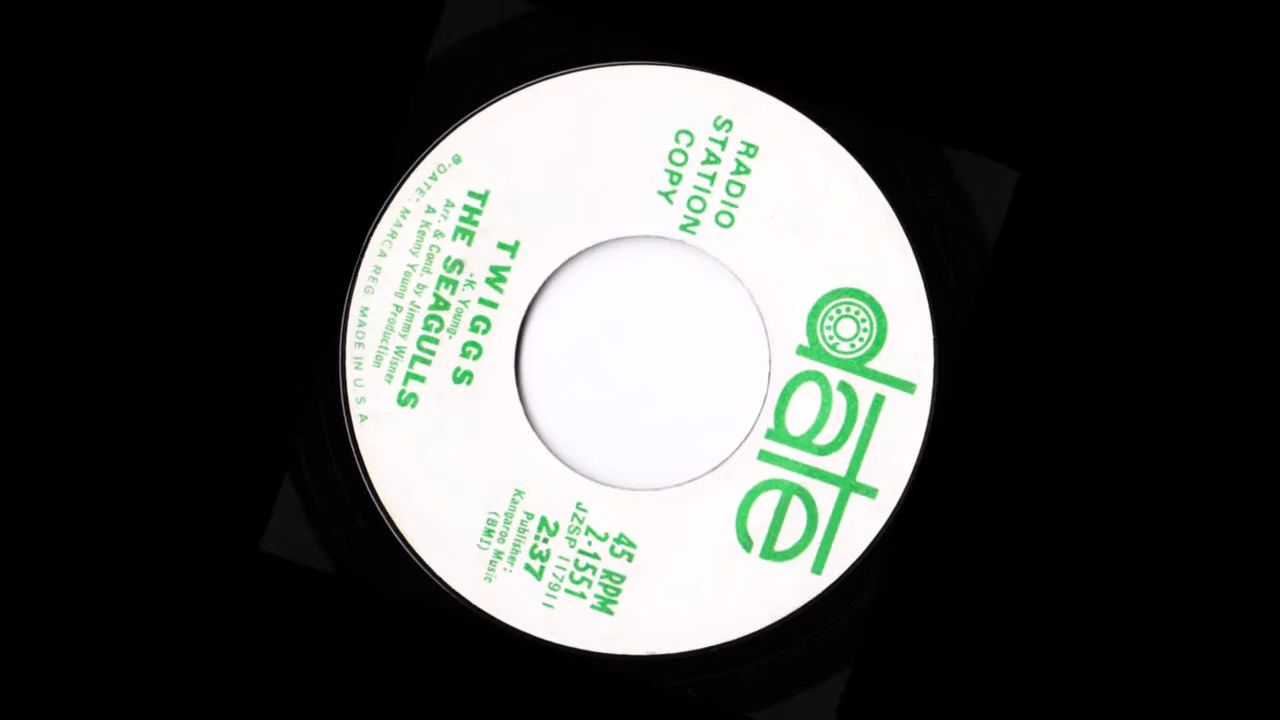 date
RADIO
STATION
COPY
45 RPM
2-1551
JZSP 117911
2:37
Publisher:
Kangaroo Music
(BMI)
TWIGGS
-K. Young-
THE SEAGULLS
Arr. & Cond. by Jimmy Wisner
A Kenny Young Production
® "DATE", MARCA REG. MADE IN U.S.A.